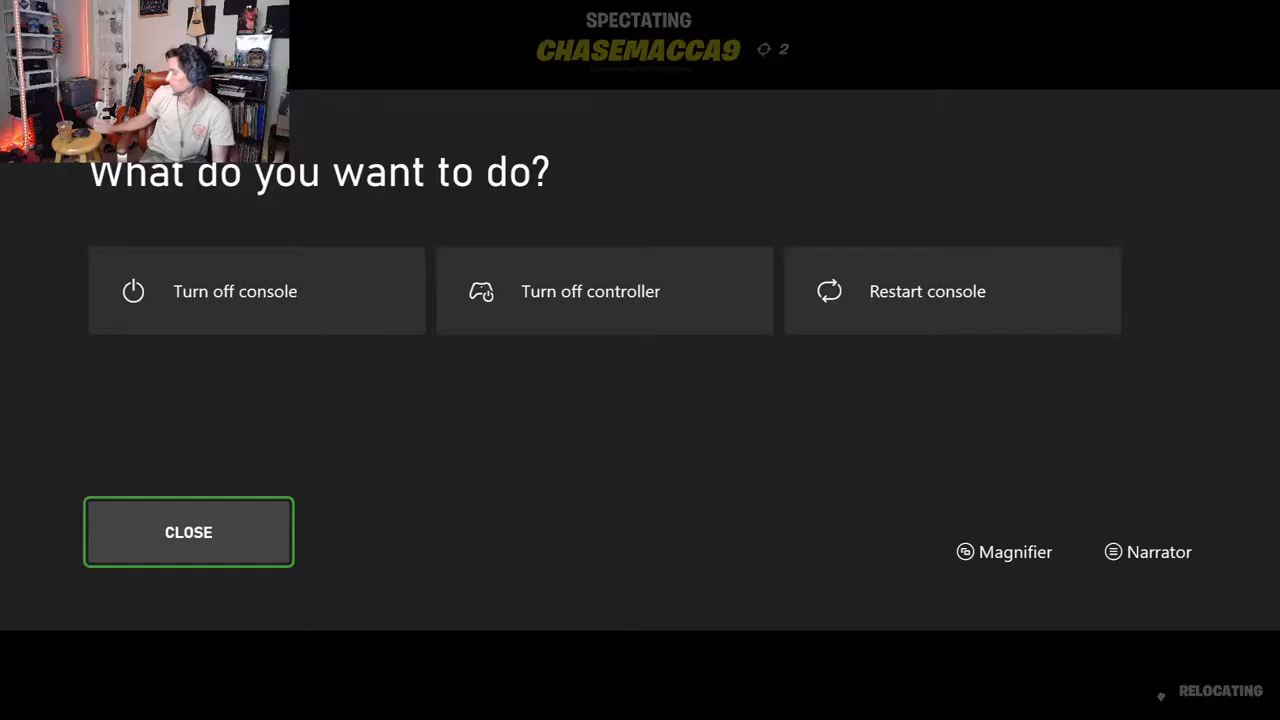 SPECTATING
CHASEMACCA9 2
What do you want to do?
Turn off console
Turn off controller
Restart console
CLOSE
Magnifier
Narrator
RELOCATING